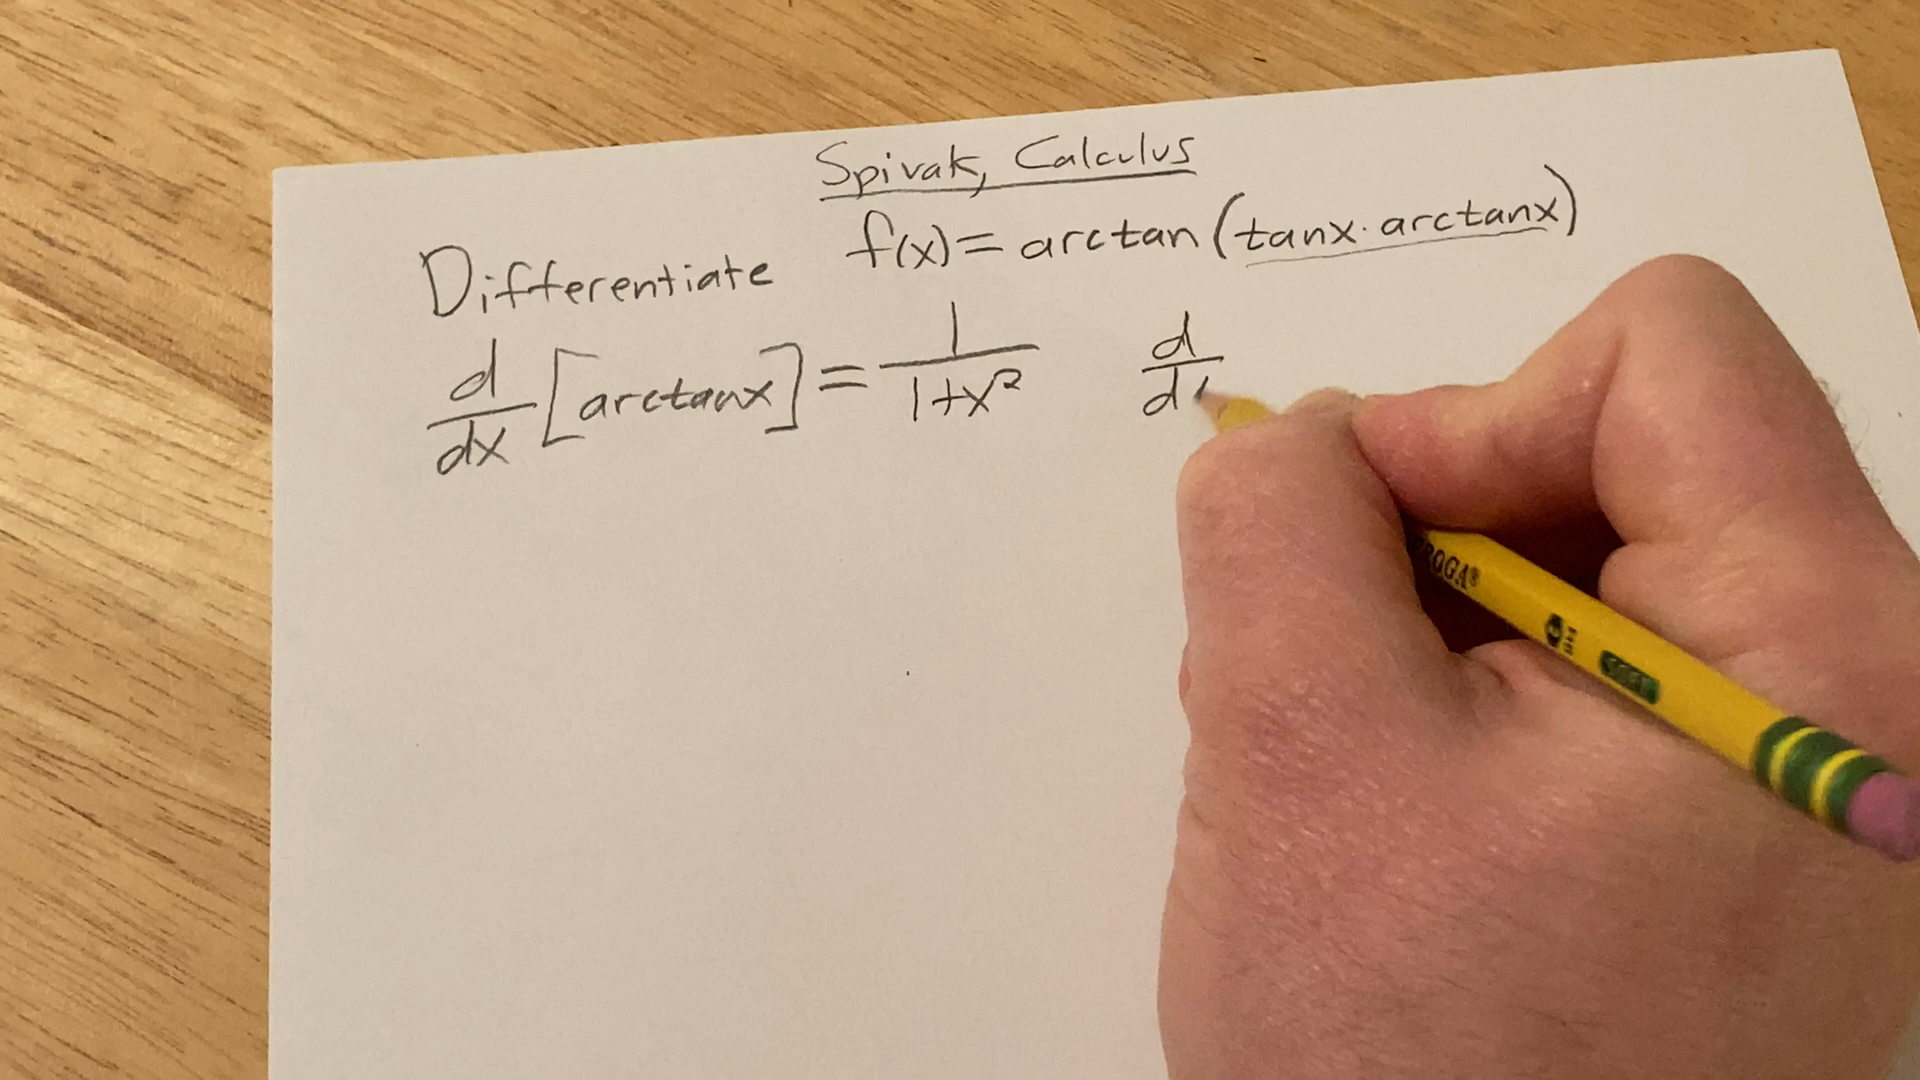 Spivak, Calculus
Differentiate f(x) = arctan(tanx · arctanx)
d/dx [arctanx] = 1/(1+x²) d/d